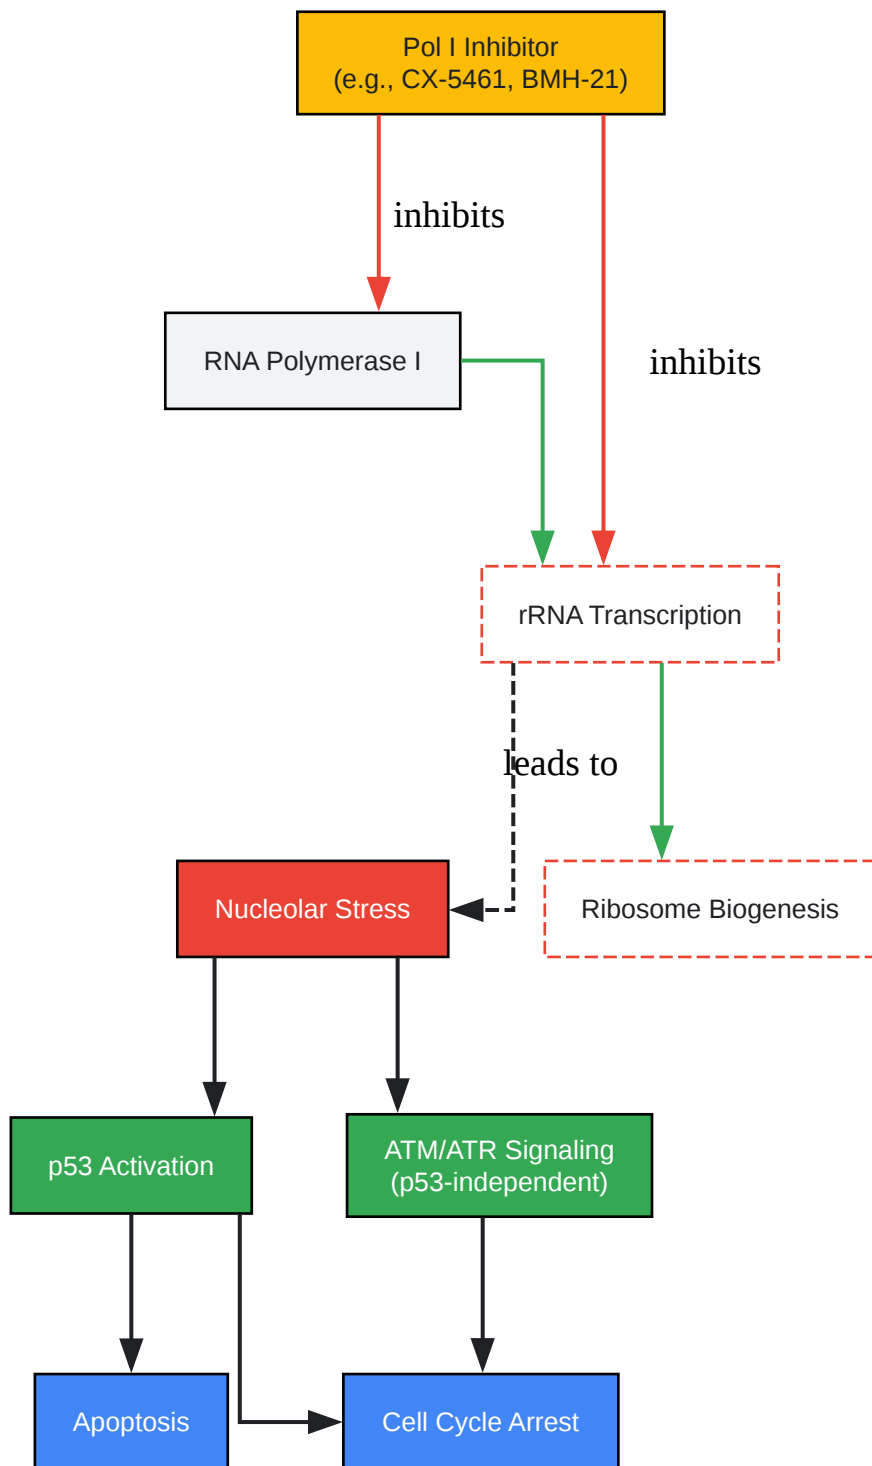 Pol I Inhibitor
(e.g., CX-5461, BMH-21)
inhibits
RNA Polymerase I
inhibits
rRNA Transcription
leads to
Nucleolar Stress
Ribosome Biogenesis
p53 Activation
ATM/ATR Signaling
(p53-independent)
Apoptosis
Cell Cycle Arrest